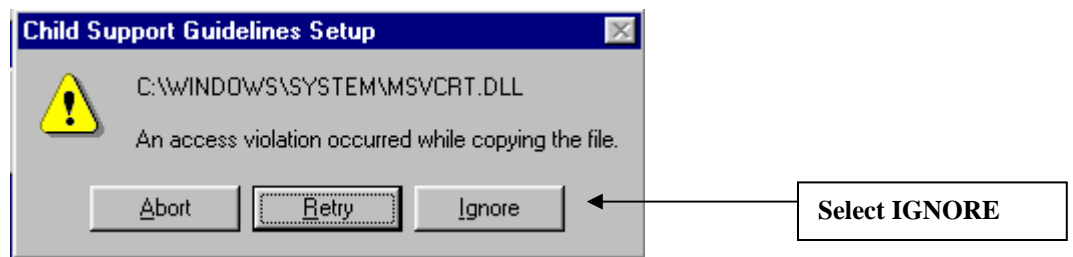 Child Support Guidelines Setup
C:\WINDOWS\SYSTEM\MSVCRT.DLL
An access violation occurred while copying the file.
Abort Retry Ignore
Select IGNORE